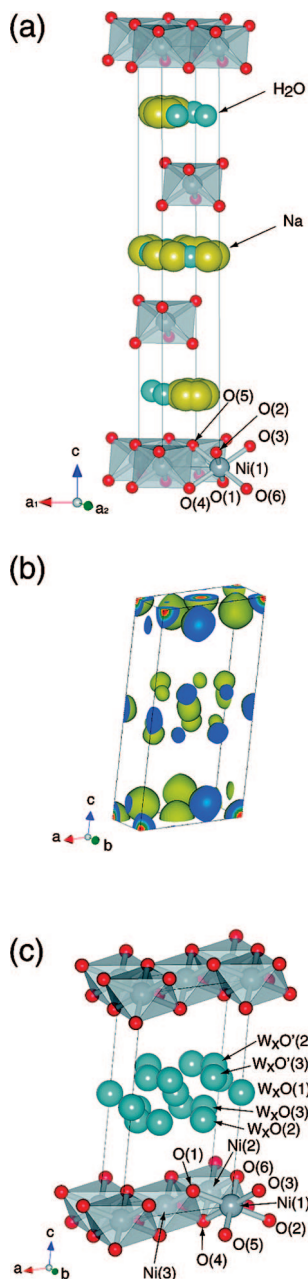 (a)
H2O
Na
O(5)
O(2)
O(3)
Ni(1)
O(4)
O(1)
O(6)
c
a₁
a₂
(b)
c
a
b
(c)
WxO'(2
WxO'(3)
WxO(1)
WxO(3)
WxO(2)
Ni(2)
O(1)
O(6)
O(3)
Ni(1)
O(2)
O(5)
O(4)
Ni(3)
c
a
b